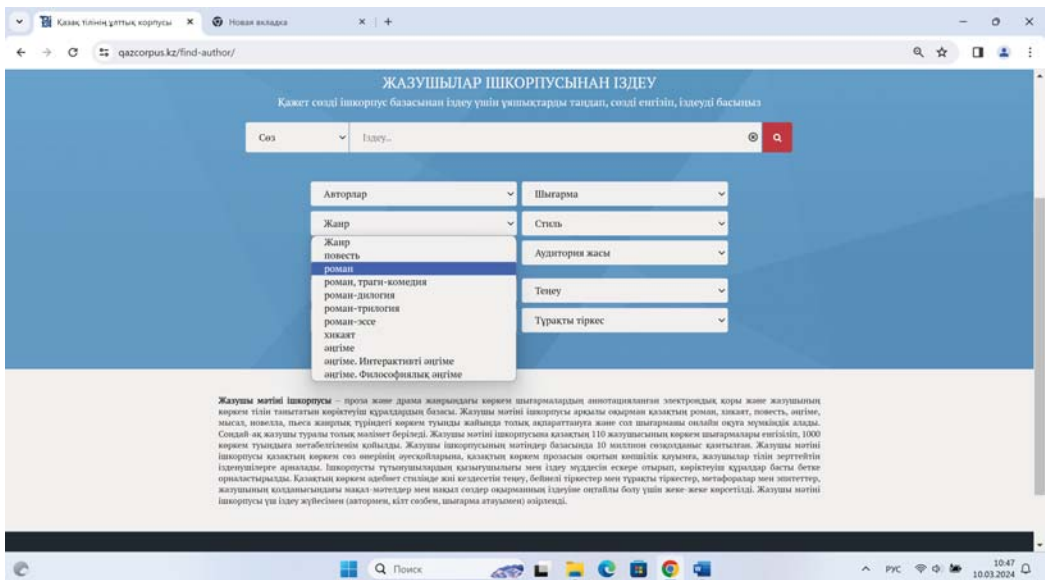 Қазақ тілінің ұлттық корпусы
Новая вкладка
qazcorpus.kz/find-author/
ЖАЗУШЫЛАР ІШКОРПУСЫНАН ІЗДЕУ
Қажет сөзді ішкорпус базасынан іздеу үшін ұяшықтарды таңдап, сөзді енгізіп, іздеуді басыңыз
Сөз
Іздеу...
Авторлар
Шығарма
Жанр
Стиль
Жанр
повесть
Аудитория жасы
роман
роман, траги-комедия
роман-дилогия
Теңеу
роман-трилогия
роман-эссе
Тұрақты тіркес
хикаят
әңгіме
әңгіме. Интерактивті әңгіме
әңгіме. Философиялық әңгіме
Жазушы мәтіні ішкорпусы – проза және драма жанрындағы көркем шығармалардың аннотацияланған электрондық қоры және жазушының
көркем тілін танытатын көріктеуіш құралдардың базасы. Жазушы мәтіні ішкорпусы арқылы оқырман қазақтың роман, хикаят, повесть, әңгіме,
мысал, новелла, пьеса жанрлық түріндегі көркем туынды жайында толық ақпараттануға және сол шығарманы онлайн оқуға мүмкіндік алады.
Сондай-ақ жазушы туралы толық мәлімет беріледі. Жазушы мәтіні ішкорпусына қазақтың 110 жазушысының көркем шығармалары енгізіліп, 1000
көркем туындыға метабелгіленім қойылды. Жазушы ішкорпусының мәтіндер базасында 10 миллион сөзқолданыс қамтылған. Жазушы мәтіні
ішкорпусы қазақтың көркем сөз өнерінің әуесқойларына, қазақтың көркем прозасын оқитын көпшілік қауымға, жазушылар тілін зерттейтін
ізденушілерге арналады. Ішкорпусты тұтынушылардың қызығушылығы мен іздеу мүддесін ескере отырып, көріктеуіш құралдар басты бетке
орналастырылды. Қазақтың көркем әдебиет стилінде жиі кездесетін теңеу, бейнелі тіркестер мен тұрақты тіркестер, метафоралар мен эпитеттер,
жазушының қолданысындағы мақал-мәтелдер мен нақыл сөздер оқырманның іздеуіне оңтайлы болу үшін жеке-жеке көрсетілді. Жазушы мәтіні
ішкорпусы үш іздеу жүйесімен (автормен, кілт сөзбен, шығарма атауымен) әзірленді.
Поиск
РУС
10:47
10.03.2024